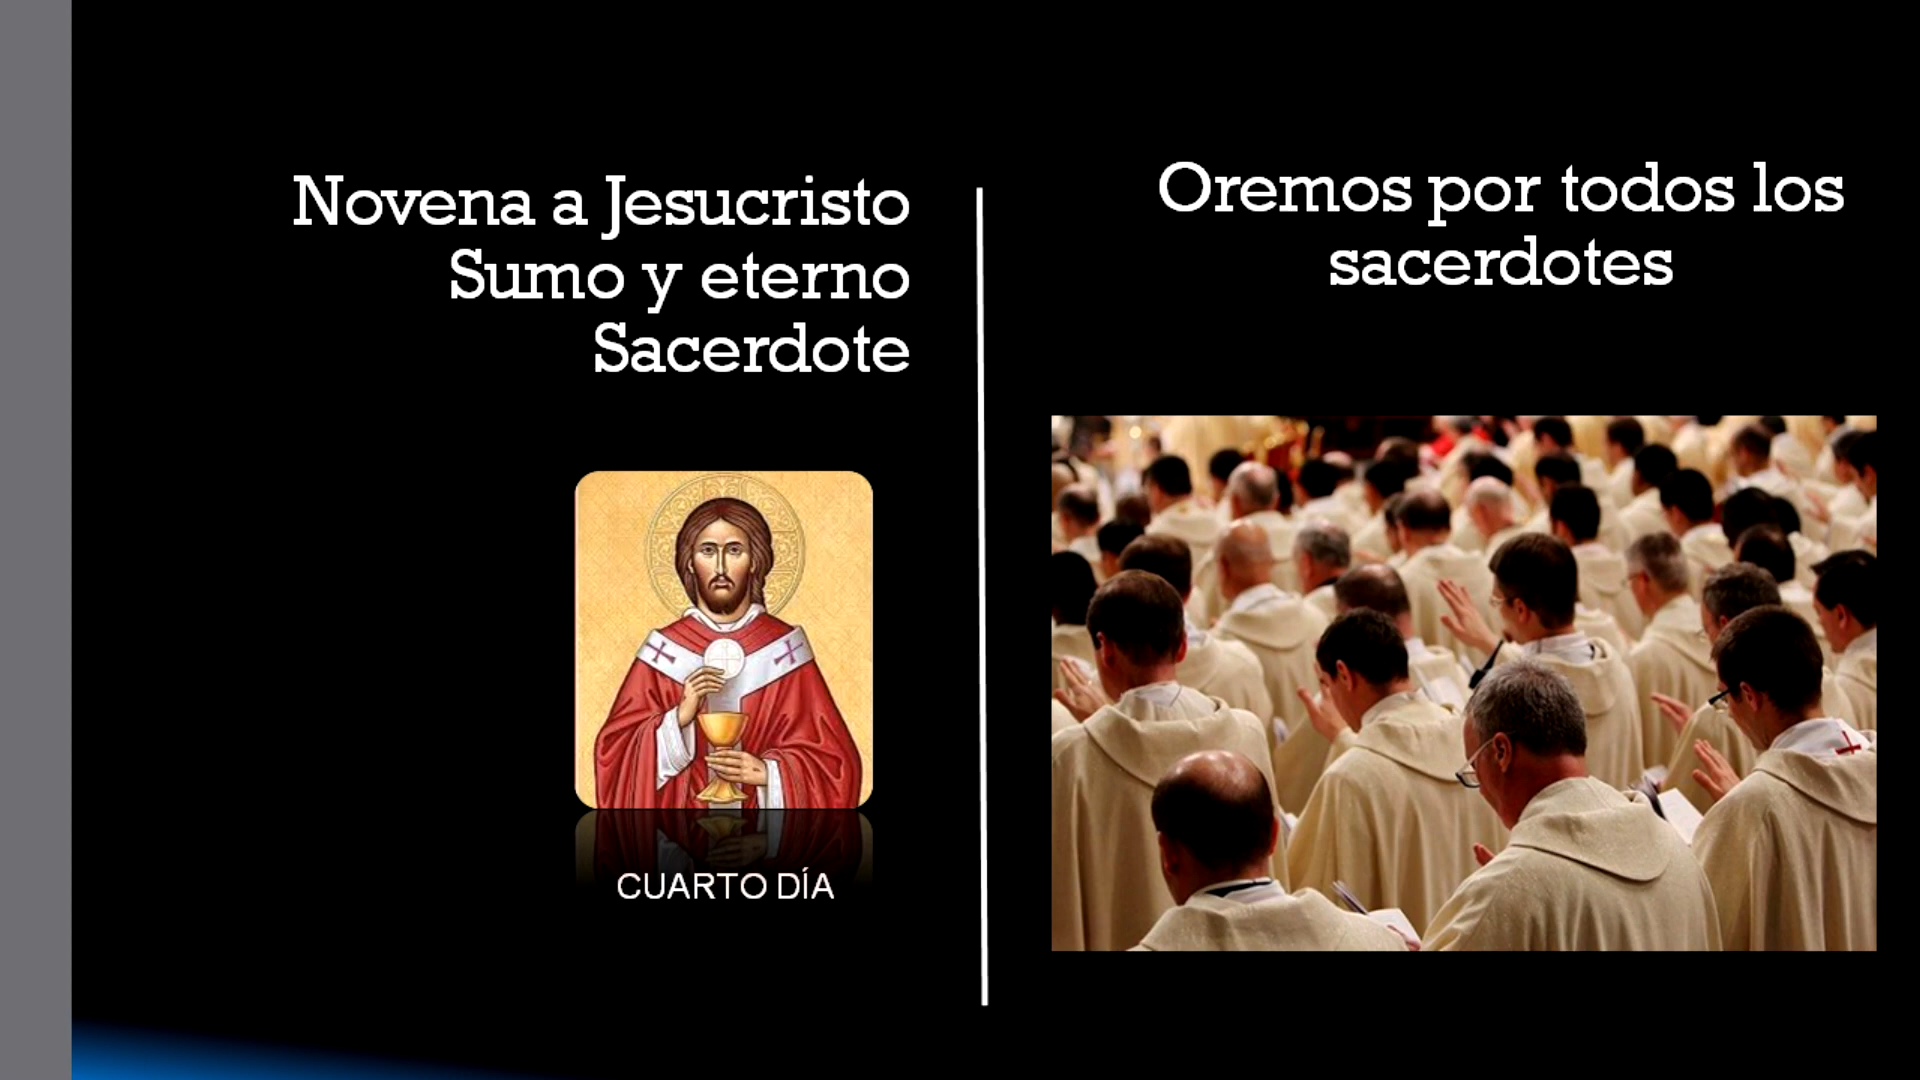 Novena a Jesucristo
Sumo y eterno
Sacerdote
CUARTO DÍA
Oremos por todos los
sacerdotes